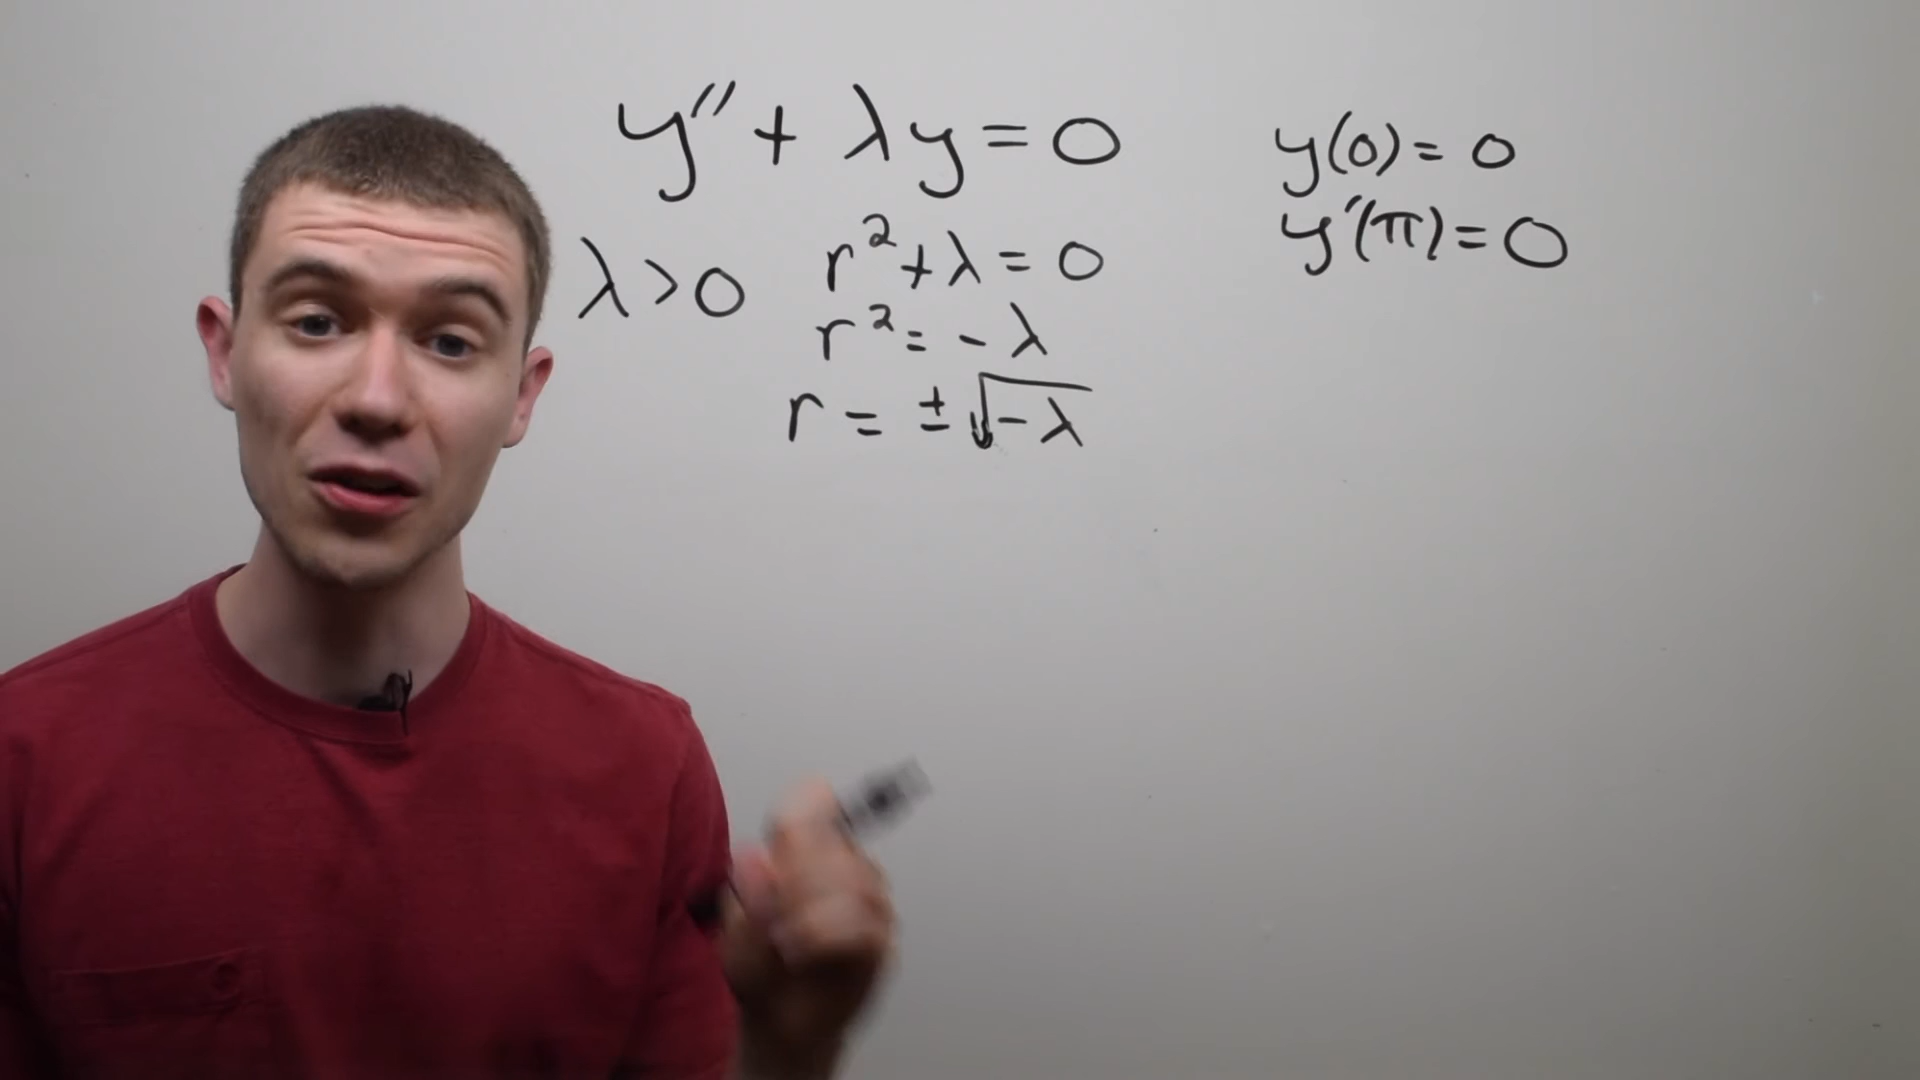 y″ + λy = 0
y(0) = 0
y′(π) = 0
λ > 0
r² + λ = 0
r² = - λ
r = ± √-λ